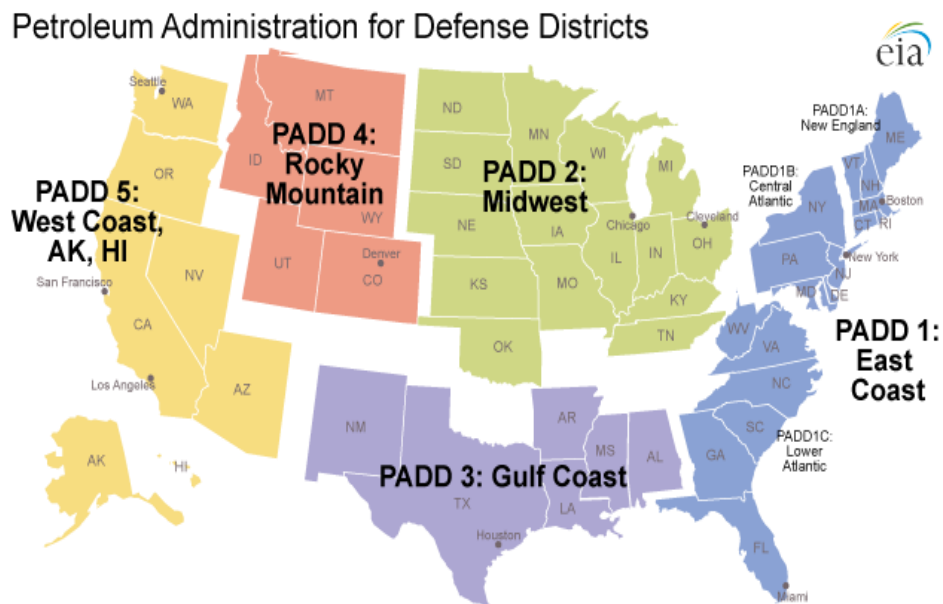 Petroleum Administration for Defense Districts
eia
Seattle
WA
OR
PADD 5:
West Coast,
AK, HI
NV
San Francisco
CA
Los Angeles
AZ
AK
HI
MT
PADD 4:
Rocky
Mountain
ID
WY
UT
Denver
CO
ND
MN
SD
WI
MI
PADD 2:
Midwest
NE
IA
Chicago
Cleveland
IL
IN
OH
KS
MO
KY
TN
OK
NM
AR
MS
AL
PADD 3: Gulf Coast
TX
LA
Houston
PADD1A:
New England
ME
VT
NH
PADD1B:
Central
Atlantic
NY
MA
Boston
CT
RI
PA
New York
NJ
MD
DE
WV
VA
PADD 1:
East
Coast
NC
SC
GA
PADD1C:
Lower
Atlantic
FL
Miami